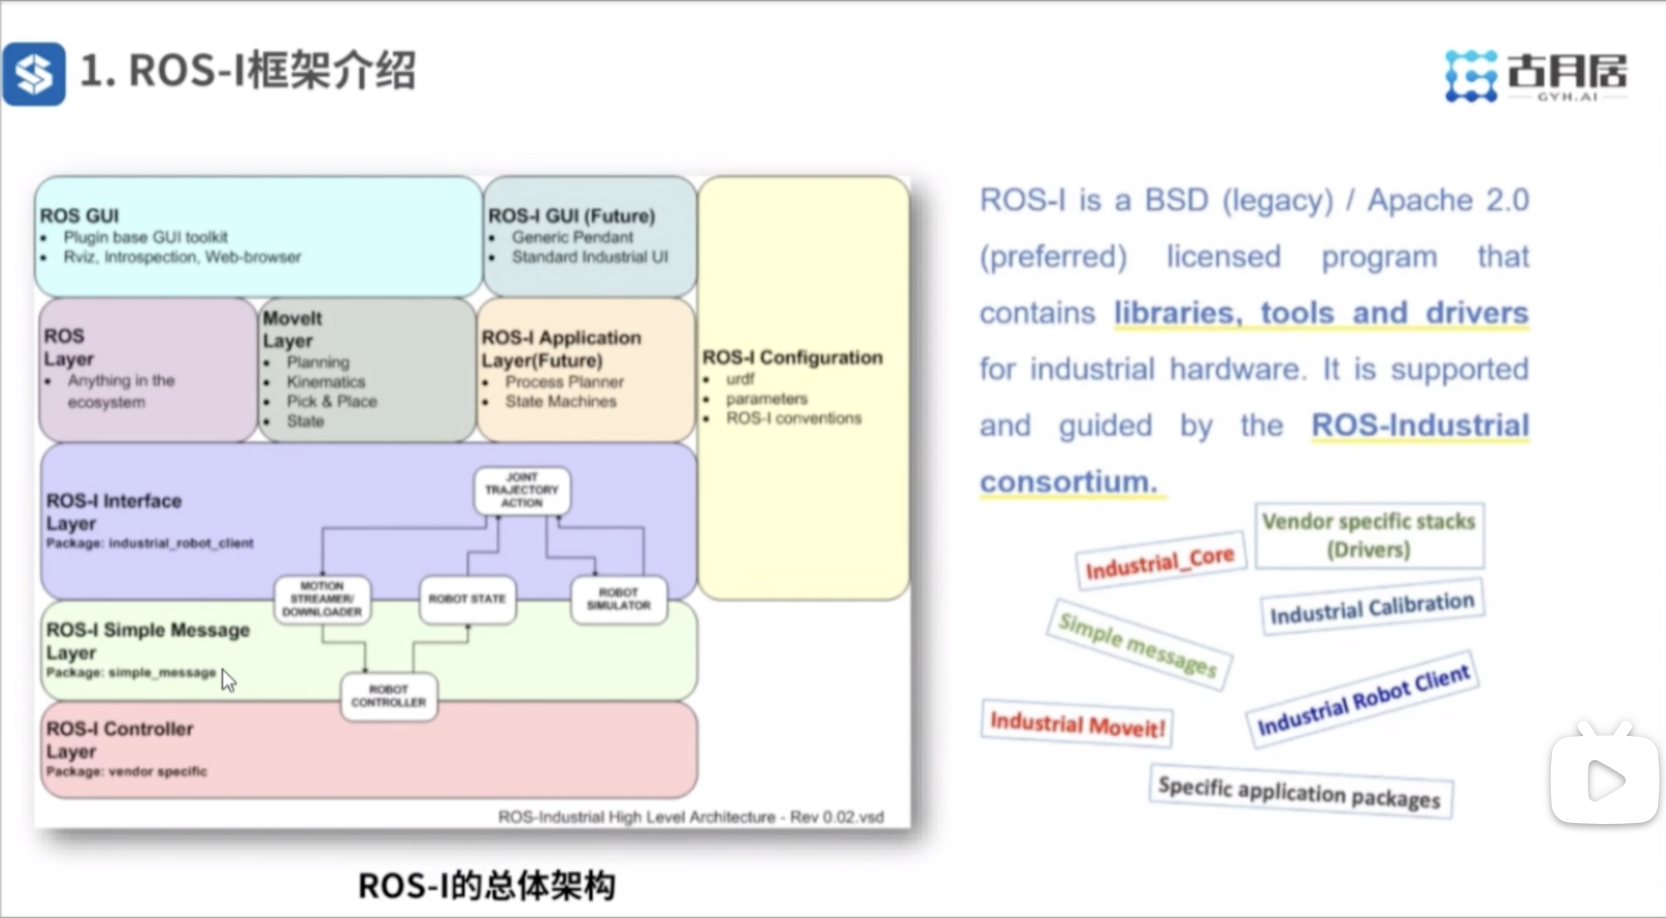 1. ROS-I框架介绍
古月居
GYH.AI
ROS GUI
• Plugin base GUI toolkit
• Rviz, Introspection, Web-browser
ROS-I GUI (Future)
• Generic Pendant
• Standard Industrial UI
ROS
Layer
• Anything in the
ecosystem
MoveIt
Layer
• Planning
• Kinematics
• Pick & Place
• State
ROS-I Application
Layer(Future)
• Process Planner
• State Machines
ROS-I Configuration
• urdf
• parameters
• ROS-I conventions
ROS-I Interface
Layer
Package: industrial_robot_client
JOINT
TRAJECTORY
ACTION
MOTION
STREAMER/
DOWNLOADER
ROBOT STATE
ROBOT
SIMULATOR
ROS-I Simple Message
Layer
Package: simple_message
ROBOT
CONTROLLER
ROS-I Controller
Layer
Package: vendor specific
ROS-Industrial High Level Architecture - Rev 0.02.vsd
ROS-I的总体架构
ROS-I is a BSD (legacy) / Apache 2.0
(preferred) licensed program that
contains libraries, tools and drivers
for industrial hardware. It is supported
and guided by the ROS-Industrial
consortium.
Industrial_Core
Vendor specific stacks
(Drivers)
Industrial Calibration
Simple messages
Industrial Robot Client
Industrial Moveit!
Specific application packages